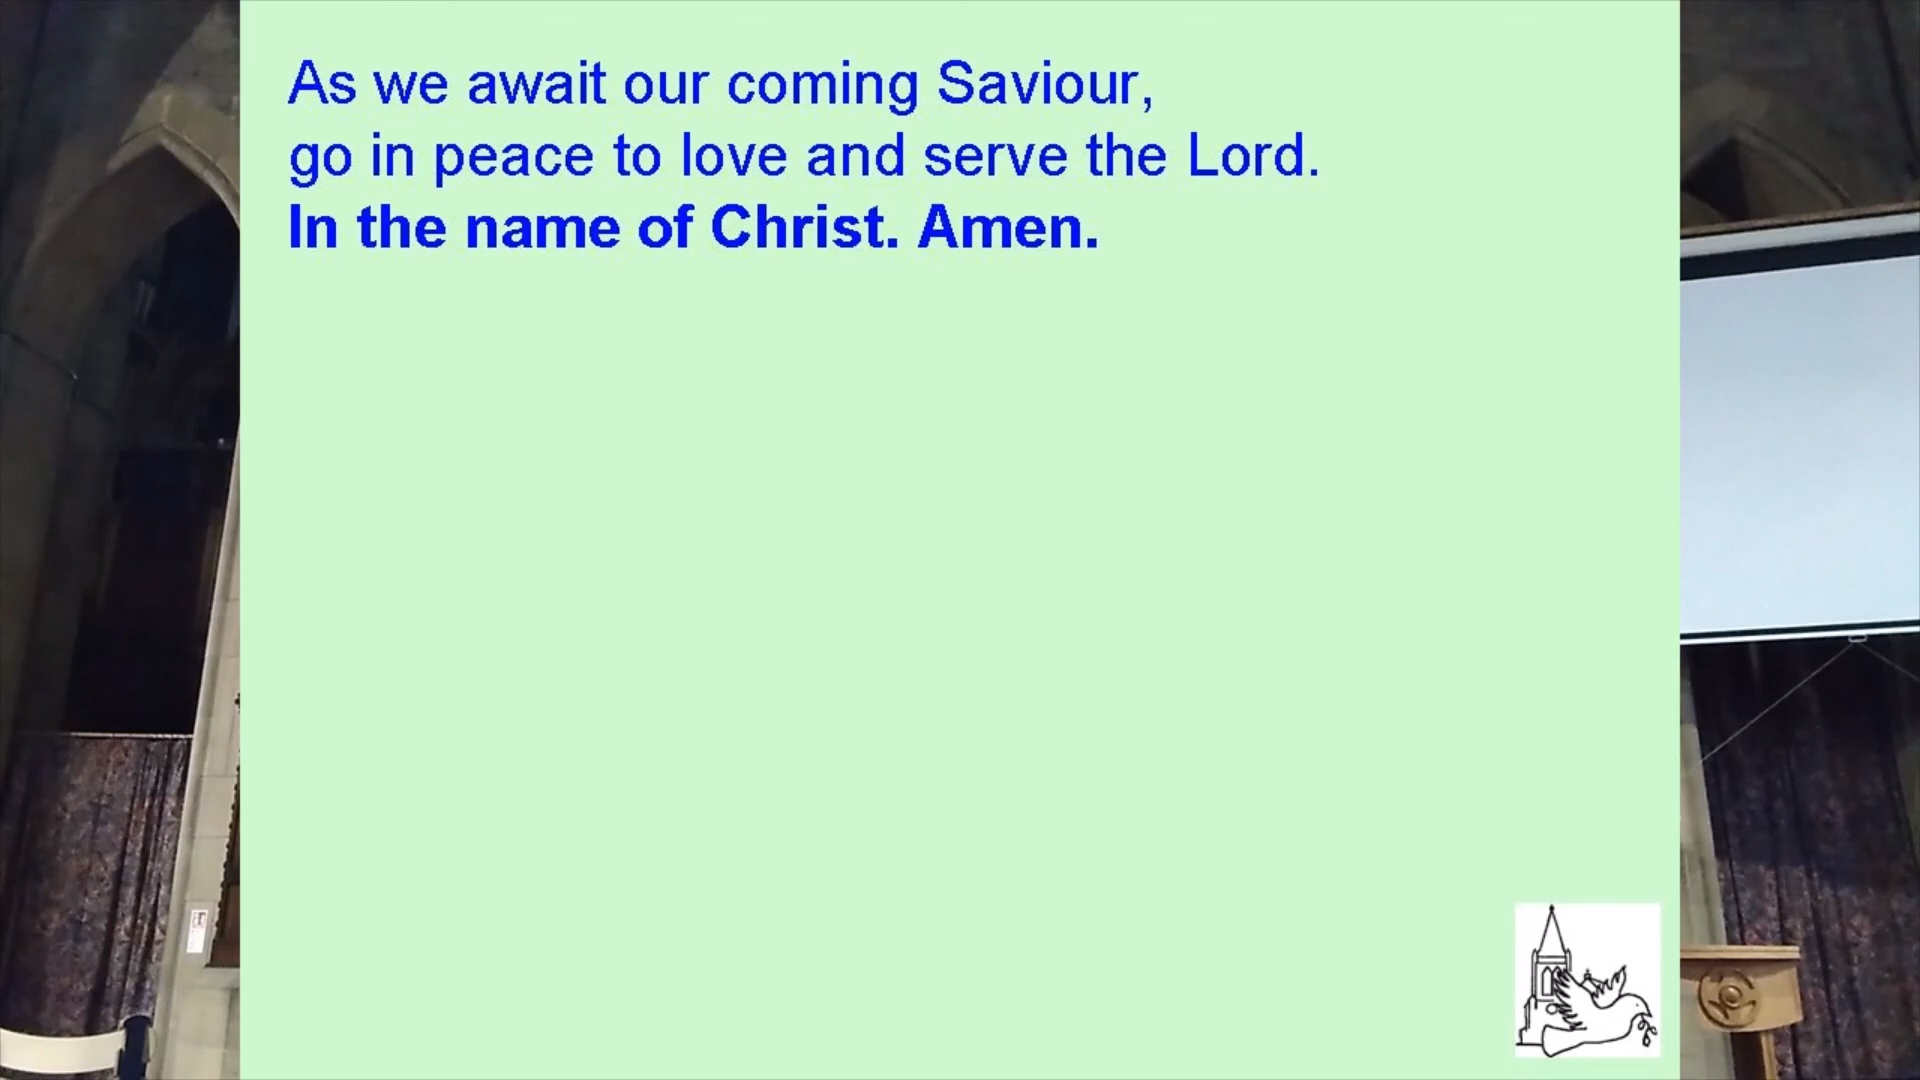 As we await our coming Saviour,
go in peace to love and serve the Lord.
In the name of Christ. Amen.